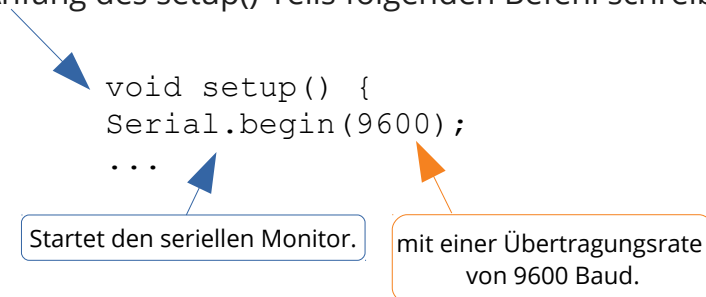 des setup() Teils folgenden Befehl
void setup() {
Serial.begin(9600);
...
Startet den seriellen Monitor.
mit einer Übertragungsrate
von 9600 Baud.